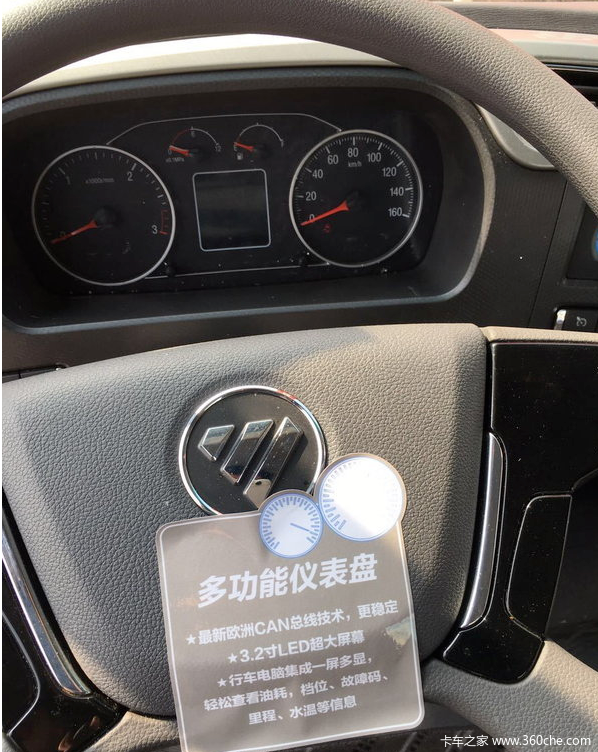 1 x1000r/min 2
3
0
60 80 100
km/h
40 120
20 140
0 160
多功能仪表盘
★最新欧洲CAN总线技术，更稳定
★3.2寸LED超大屏幕
★行车电脑集成一屏多显，
轻松查看油耗，档位、故障码、
里程、水温等信息
卡车之家 www.360che.com